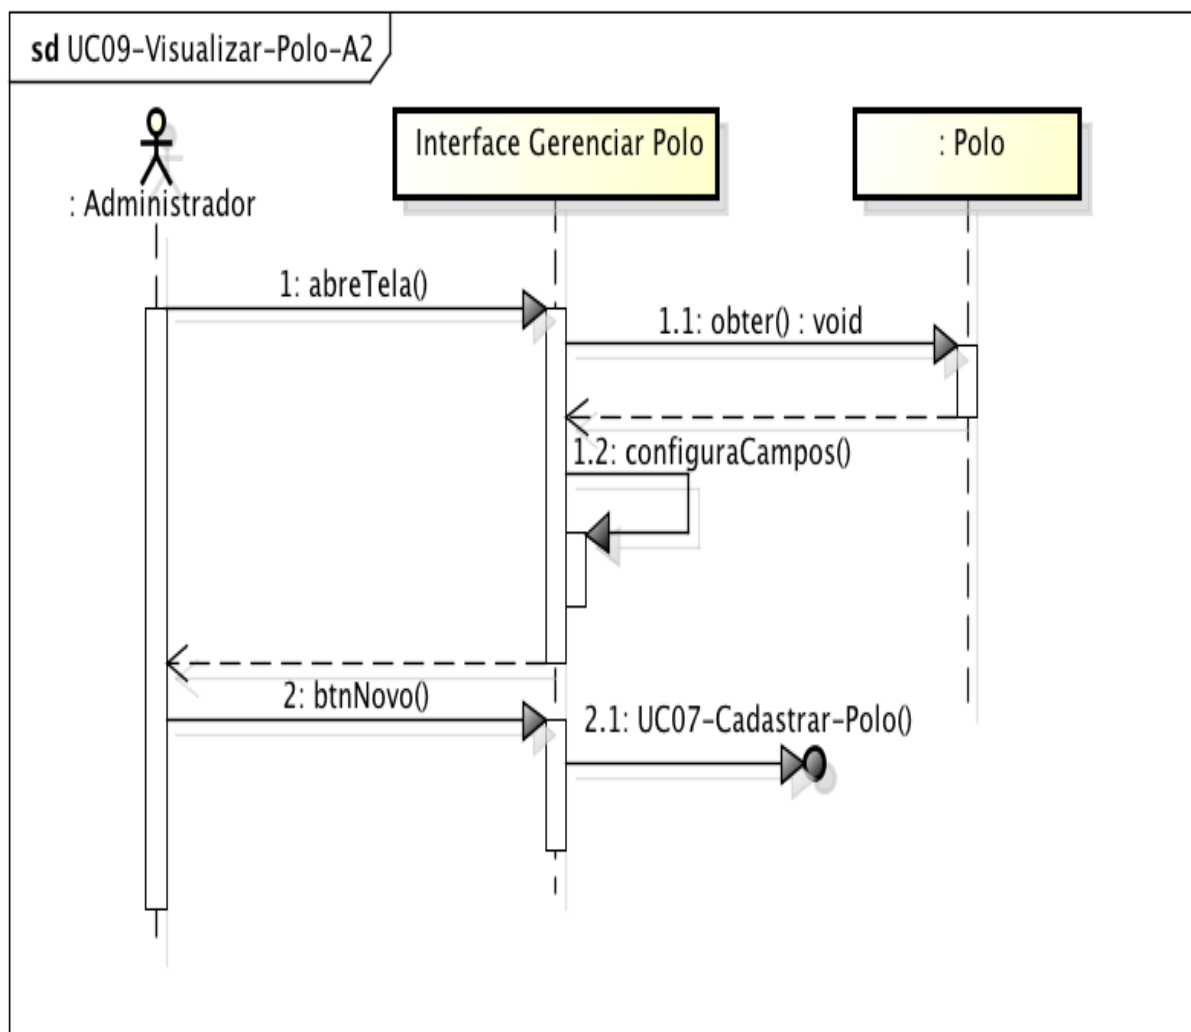 sd UC09-Visualizar-Polo-A2
Interface Gerenciar Polo
: Polo
: Administrador
1: abreTela()
1.1: obter() : void
1.2: configuraCampos()
2: btnNovo()
2.1: UC07-Cadastrar-Polo()